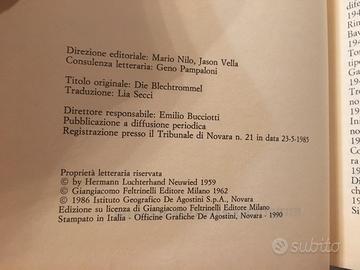 Direzione editoriale: Mario Nilo, Jason Vella
Consulenza letteraria: Geno Pampaloni
Titolo originale: Die Blechtrommel
Traduzione: Lia Secci
Direttore responsabile: Emilio Bucciotti
Pubblicazione a diffusione periodica
Registrazione presso il Tribunale di Novara n. 21 in data 23-5-1985
Proprietà letteraria riservata
© by Hermann Luchterhand Neuwied 1959
© by Giangiacomo Feltrinelli Editore Milano 1962
© 1986 Istituto Geografico De Agostini S.p.A., Novara
Edizione su licenza di Giangiacomo Feltrinelli Editore Milano
Stampato in Italia - Officine Grafiche De Agostini, Novara - 1990
subito